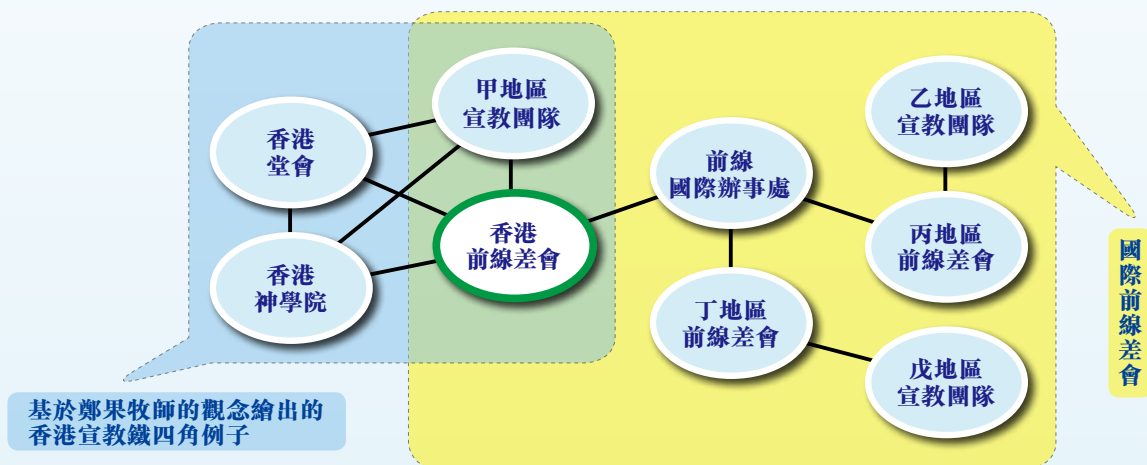 甲地區
宣教團隊
香港
堂會
香港
神學院
香港
前線差會
前線
國際辦事處
乙地區
宣教團隊
丙地區
前線差會
丁地區
前線差會
戊地區
宣教團隊
國際前線差會
基於鄭果牧師的觀念繪出的
香港宣教鐵四角例子